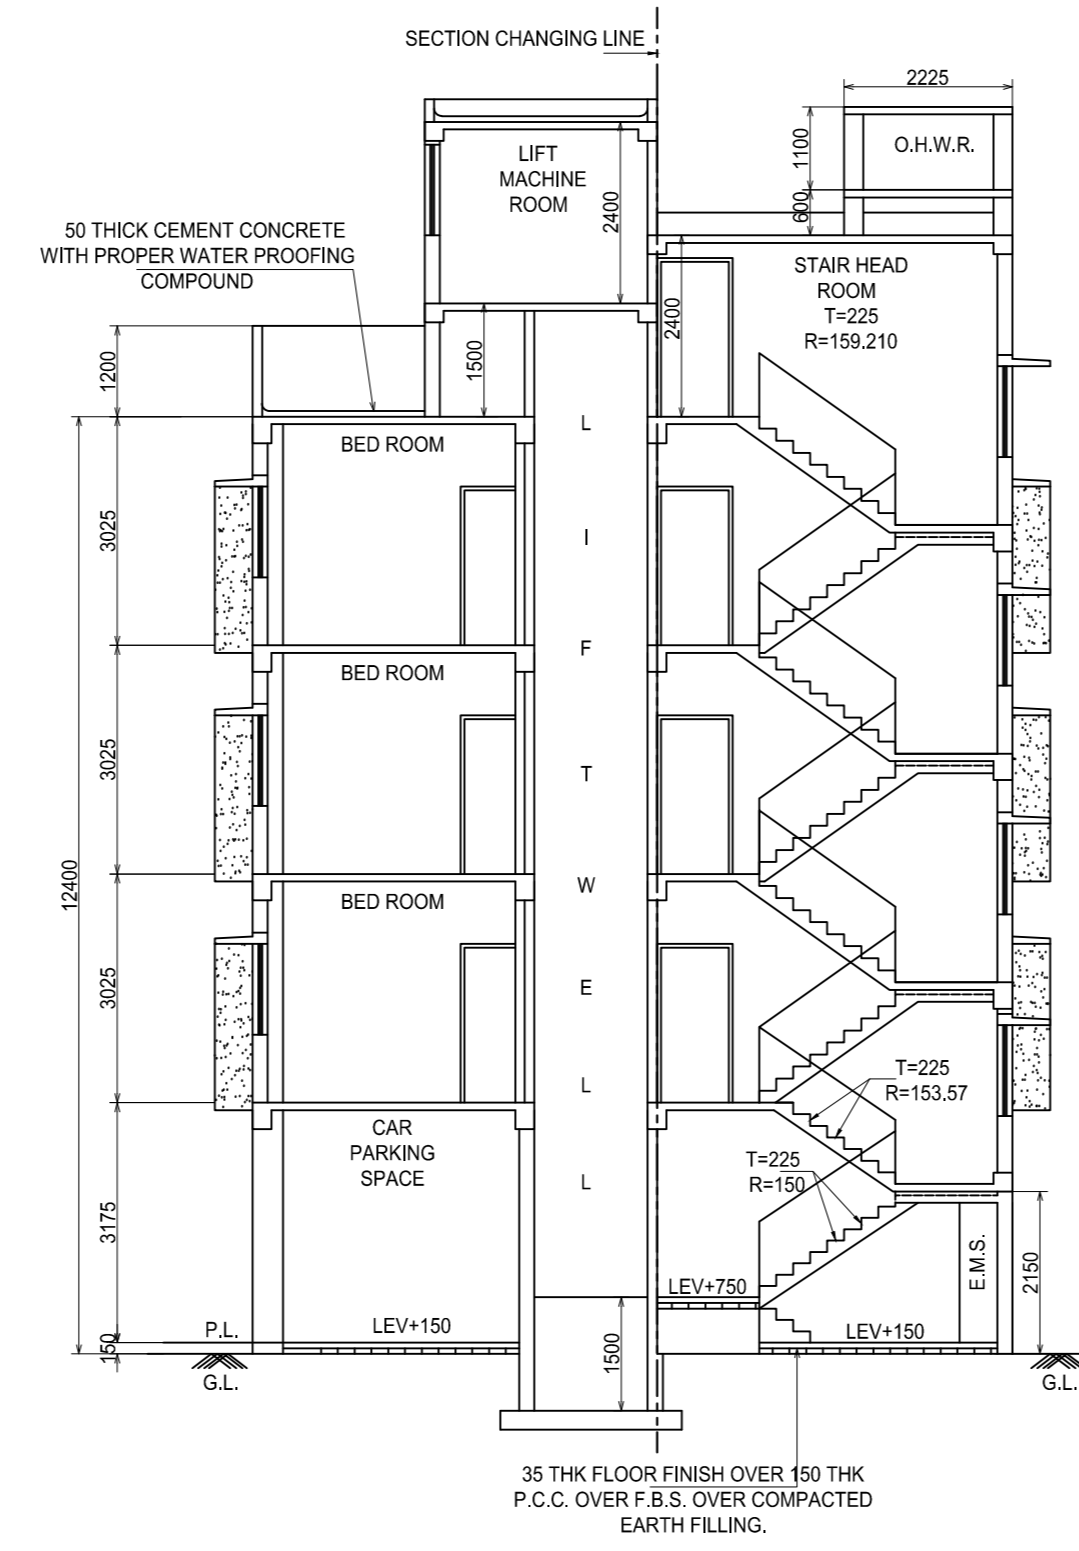 SECTION CHANGING LINE
2225
O.H.W.R.
1100
600
LIFT
MACHINE
ROOM
2400
50 THICK CEMENT CONCRETE
WITH PROPER WATER PROOFING
COMPOUND
STAIR HEAD
ROOM
T=225
R=159.210
2400
1500
1200
L
I
F
T
W
E
L
L
BED ROOM
3025
BED ROOM
3025
12400
BED ROOM
3025
T=225
R=153.57
CAR
PARKING
SPACE
T=225
R=150
3175
E.M.S.
2150
LEV+750
P.L.
LEV+150
LEV+150
150
1500
G.L.
G.L.
35 THK FLOOR FINISH OVER 150 THK
P.C.C. OVER F.B.S. OVER COMPACTED
EARTH FILLING.